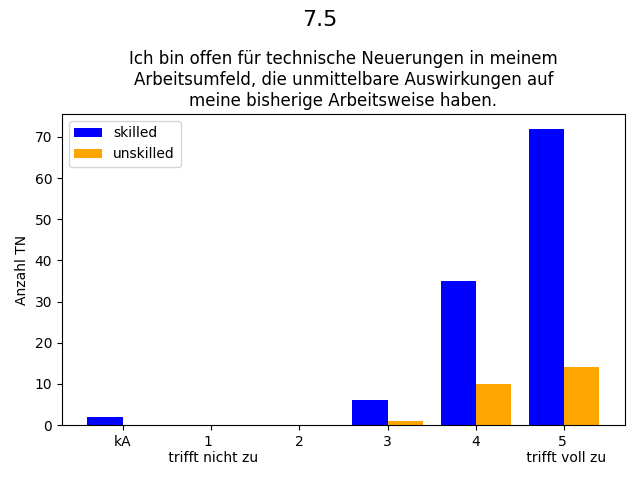 7.5
Ich bin offen für technische Neuerungen in meinem
Arbeitsumfeld, die unmittelbare Auswirkungen auf
meine bisherige Arbeitsweise haben.
skilled
unskilled
Anzahl TN
70
60
50
40
30
20
10
0
kA 1 2 3 4 5
trifft nicht zu trifft voll zu